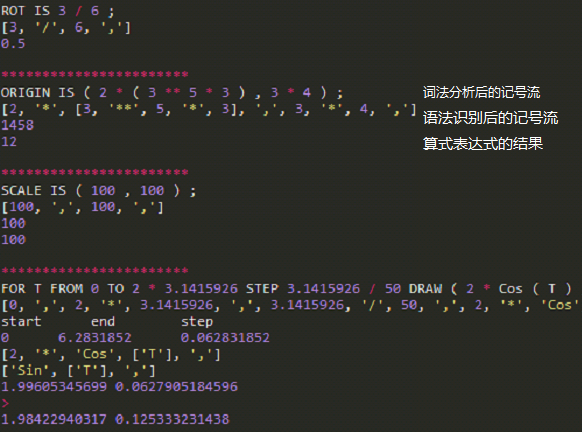 ROT IS 3 / 6 ;
[3, '/', 6, ',']
0.5
************************
ORIGIN IS ( 2 * ( 3 ** 5 * 3 ) , 3 * 4 ) ; 词法分析后的记号流
[2, '*', [3, '**', 5, '*', 3], ',', 3, '*', 4, ','] 语法识别后的记号流
1458 算式表达式的结果
12
************************
SCALE IS ( 100 , 100 ) ;
[100, ',', 100, ',']
100
100
************************
FOR T FROM 0 TO 2 * 3.1415926 STEP 3.1415926 / 50 DRAW ( 2 * Cos ( T )
[0, ',', 2, '*', 3.1415926, ',', 3.1415926, '/', 50, ',', 2, '*', 'Cos'
start end step
0 6.2831852 0.062831852
[2, '*', 'Cos', ['T'], ',']
['Sin', ['T'], ',']
1.99605345699 0.0627905184596
>
1.98422940317 0.125333231438